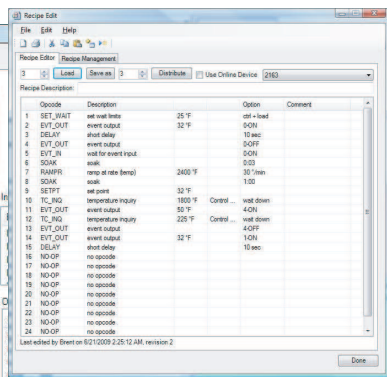 Recipe Edit
File Edit Help
Recipe Editor Recipe Management
3 Load Save as 3 Distribute Use Online Device 2163
Recipe Description:
Opcode Description Option Comment
1 SET_WAIT set wait limits 25 °F ctrl + load
2 EVT_OUT event output 32 °F 0-ON
3 DELAY short delay 10 sec
4 EVT_OUT event output 0-OFF
5 EVT_IN wait for event input 0-ON
6 SOAK soak 0:03
7 RAMPR ramp at rate (temp) 2400 °F 30 °/min
8 SOAK soak 1:00
9 SETPT set point 32 °F
10 TC_INQ temperature inquiry 1800 °F Control ... wait down
11 EVT_OUT event output 50 °F 4-ON
12 TC_INQ temperature inquiry 225 °F Control ... wait down
13 EVT_OUT event output 4-OFF
14 EVT_OUT event output 32 °F 1-ON
15 DELAY short delay 10 sec
16 NO-OP no opcode
17 NO-OP no opcode
18 NO-OP no opcode
19 NO-OP no opcode
20 NO-OP no opcode
21 NO-OP no opcode
22 NO-OP no opcode
23 NO-OP no opcode
24 NO-OP no opcode
Last edited by Brent on 6/21/2009 2:25:12 AM, revision 2
Done